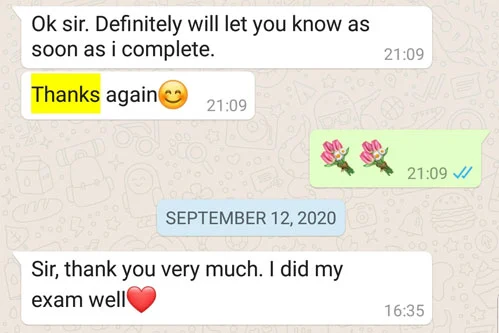 Ok sir. Definitely will let you know as
soon as i complete.
21:09
Thanks again😊
21:09
💐💐
21:09
SEPTEMBER 12, 2020
Sir, thank you very much. I did my
exam well❤️
16:35